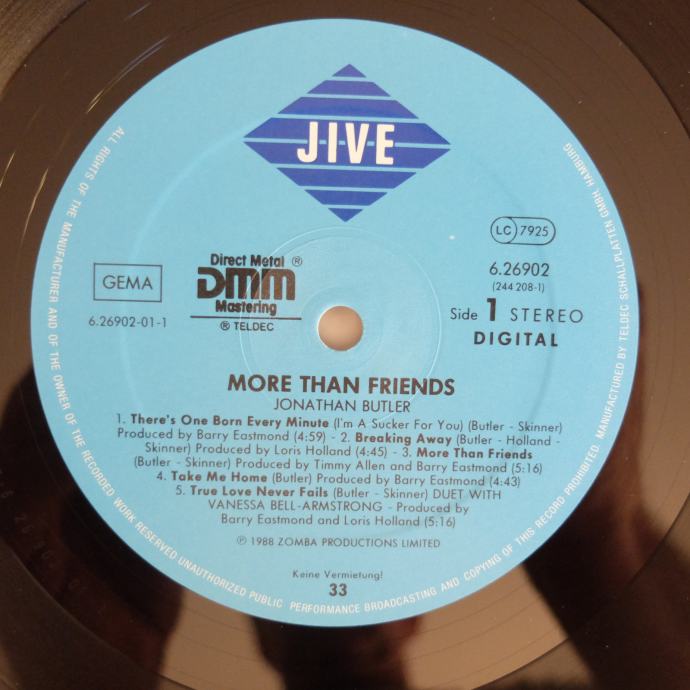 JIVE
LC 7925
6.26902
(244 208-1)
Side 1 STEREO
DIGITAL
GEMA
6.26902-01-1
Direct Metal ®
DMM
Mastering
® TELDEC
MORE THAN FRIENDS
JONATHAN BUTLER
1. There's One Born Every Minute (I'm A Sucker For You) (Butler - Skinner)
Produced by Barry Eastmond (4:59) - 2. Breaking Away (Butler - Holland -
Skinner) Produced by Loris Holland (4:45) - 3. More Than Friends
(Butler - Skinner) Produced by Timmy Allen and Barry Eastmond (5:16)
4. Take Me Home (Butler) Produced by Barry Eastmond (4:43)
5. True Love Never Fails (Butler - Skinner) DUET WITH
VANESSA BELL-ARMSTRONG - Produced by
Barry Eastmond and Loris Holland (5:16)
℗ 1988 ZOMBA PRODUCTIONS LIMITED
Keine Vermietung!
33
ALL RIGHTS OF THE MANUFACTURER AND OF THE OWNER OF THE RECORDED WORK RESERVED UNAUTHORIZED PUBLIC PERFORMANCE BROADCASTING AND COPYING OF THIS RECORD PROHIBITED. MANUFACTURED BY TELDEC SCHALLPLATTEN GMBH, HAMBURG